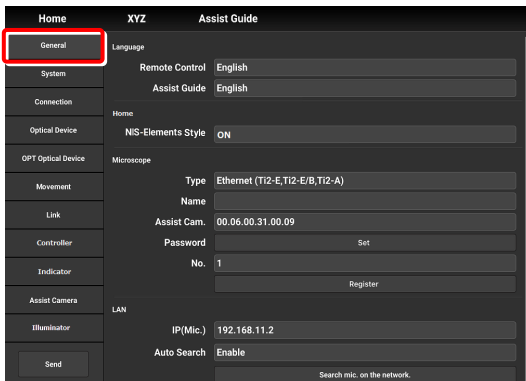 Home XYZ Assist Guide
General
System
Connection
Optical Device
OPT Optical Device
Movement
Link
Controller
Indicator
Assist Camera
Illuminator
Send
Language
Remote Control English
Assist Guide English
Home
NIS-Elements Style ON
Microscope
Type Ethernet (Ti2-E,Ti2-E/B,Ti2-A)
Name
Assist Cam. 00.06.00.31.00.09
Password Set
No. 1
Register
LAN
IP(Mic.) 192.168.11.2
Auto Search Enable
Search mic. on the network.